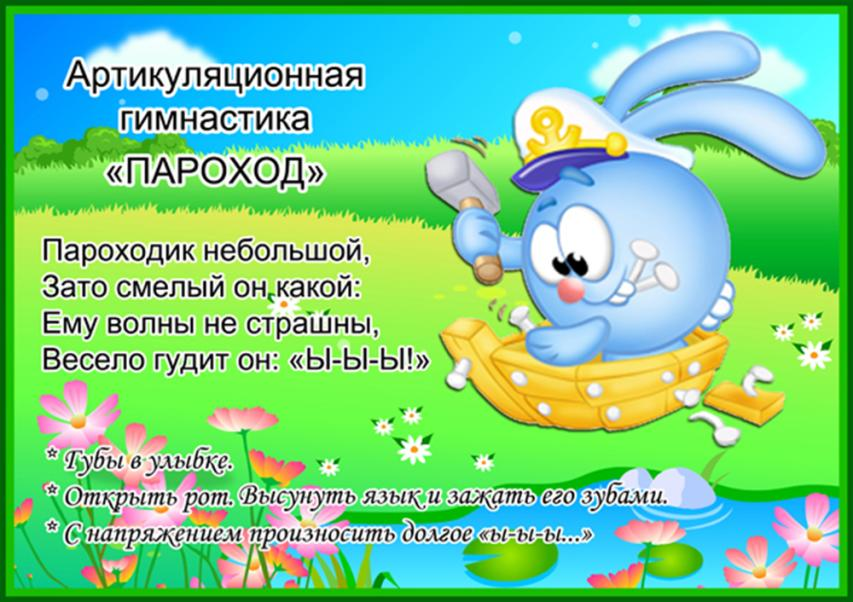 Артикуляционная
гимнастика
«ПАРОХОД»
Пароходик небольшой,
Зато смелый он какой:
Ему волны не страшны,
Весело гудит он: «Ы-Ы-Ы!»
* Губы в улыбке.
* Открыть рот. Высунуть язык и зажать его зубами.
* С напряжением произносить долгое «ы-ы-ы...»